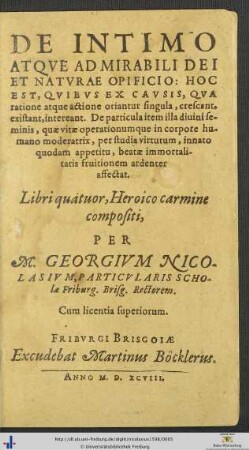 DE INTIMO
ATQVE ADMIRABILI DEI
ET NATVRAE OPIFICIO: HOC
EST, QVIBVS EX CAVSIS, QVA
ratione atque actione oriantur singula, crescant,
existant, intereant. De particula item illa diuini se-
minis, quæ vitæ operationumque in corpore hu-
mano moderatrix, per studia virtutum, innato
quodam appetitu, beatæ immortali-
tatis fruitionem ardenter
affectat.
Libri quatuor, Heroico carmine
compositi,
PER
M. GEORGIVM NICO-
LASIVM, PARTICVLARIS SCHO-
læ Friburg. Brisg. Rectorem.
Cum licentia superiorum.
FRIBVRGI BRISGOIÆ
Excudebat Martinus Böcklerus.
ANNO M. D. XCVIII.
© Universitätsbibliothek Freiburg